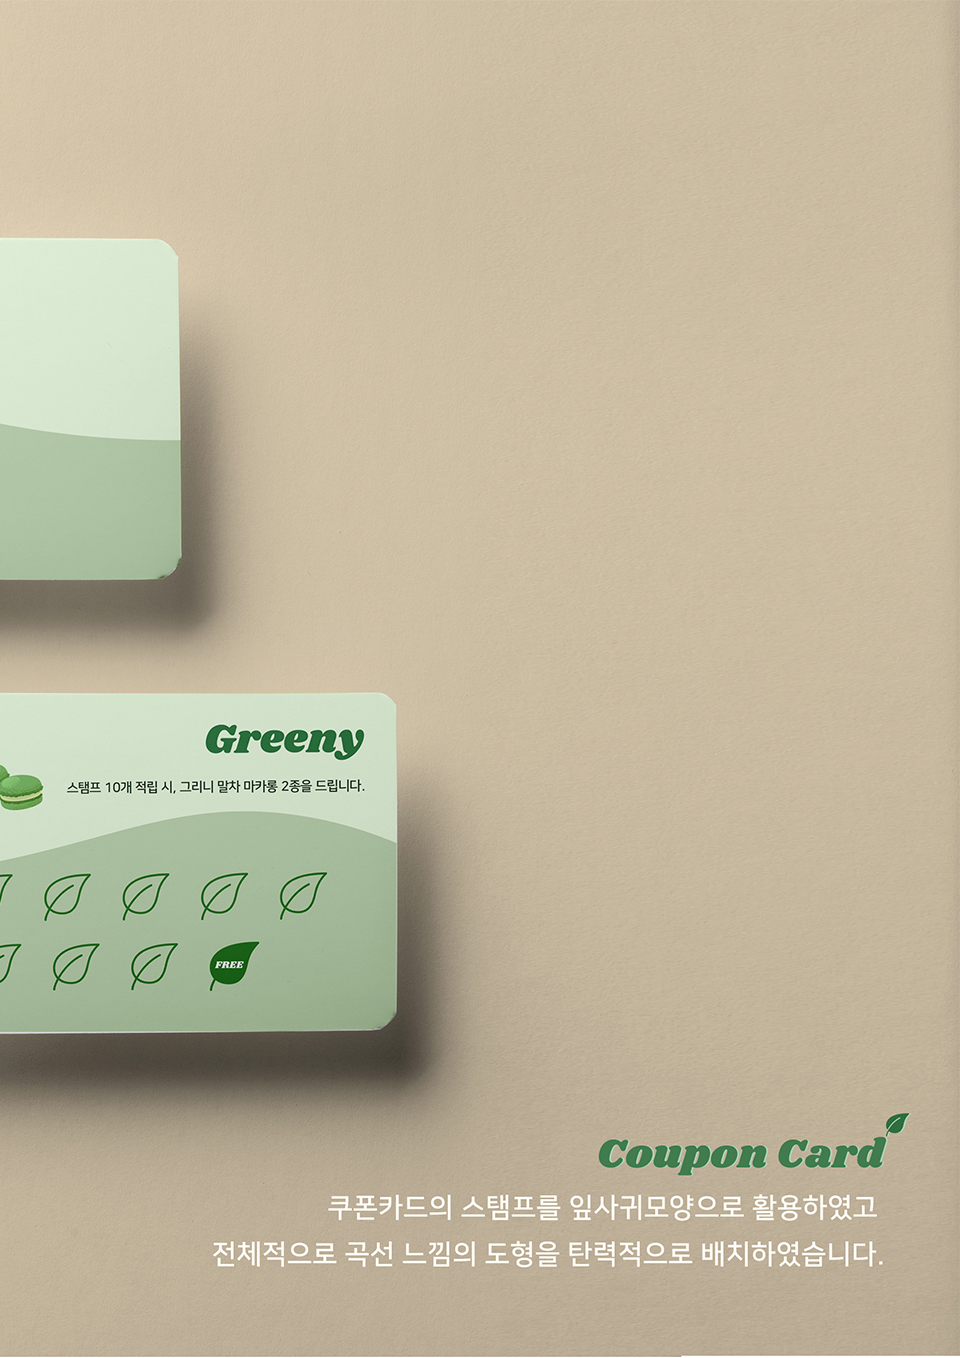 Greeny
스탬프 10개 적립 시, 그리니 말차 마카롱 2종을 드립니다.
FREE
Coupon Card
쿠폰카드의 스탬프를 잎사귀모양으로 활용하였고
전체적으로 곡선 느낌의 도형을 탄력적으로 배치하였습니다.